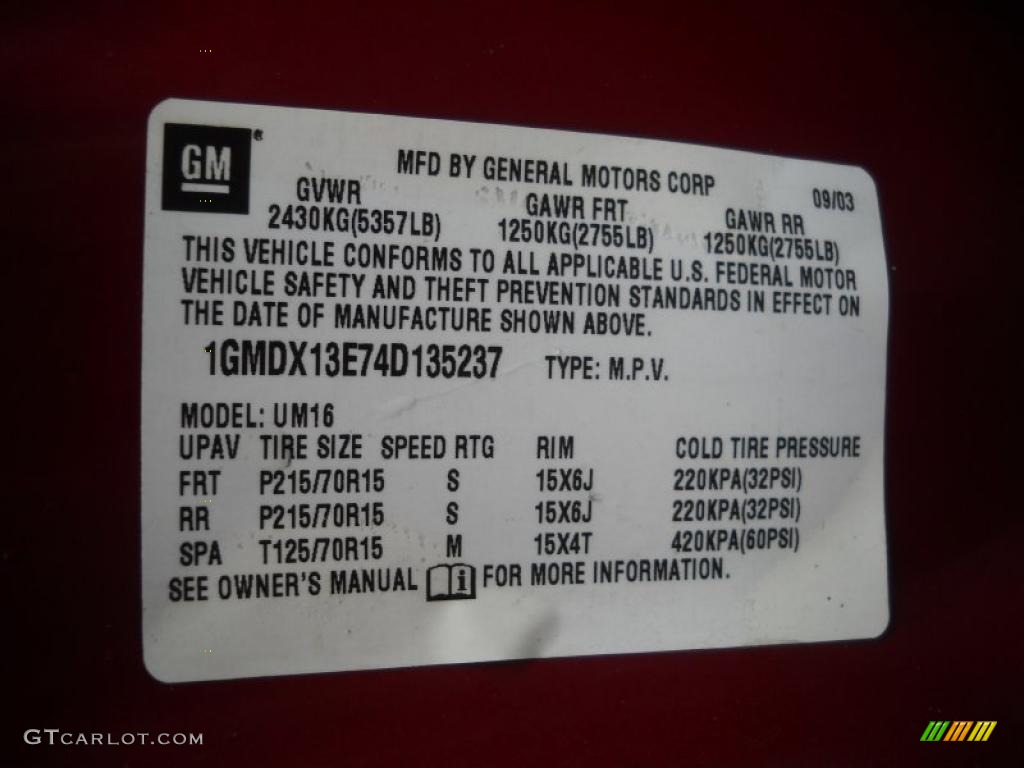 GM®
MFD BY GENERAL MOTORS CORP
09/03
GVWR GAWR FRT GAWR RR
2430KG(5357LB) 1250KG(2755LB) 1250KG(2755LB)
THIS VEHICLE CONFORMS TO ALL APPLICABLE U.S. FEDERAL MOTOR
VEHICLE SAFETY AND THEFT PREVENTION STANDARDS IN EFFECT ON
THE DATE OF MANUFACTURE SHOWN ABOVE.
1GMDX13E74D135237 TYPE: M.P.V.
MODEL: UM16
UPAV TIRE SIZE SPEED RTG RIM COLD TIRE PRESSURE
FRT P215/70R15 S 15X6J 220KPA(32PSI)
RR P215/70R15 S 15X6J 220KPA(32PSI)
SPA T125/70R15 M 15X4T 420KPA(60PSI)
SEE OWNER'S MANUAL i FOR MORE INFORMATION.
GTCARLOT.COM